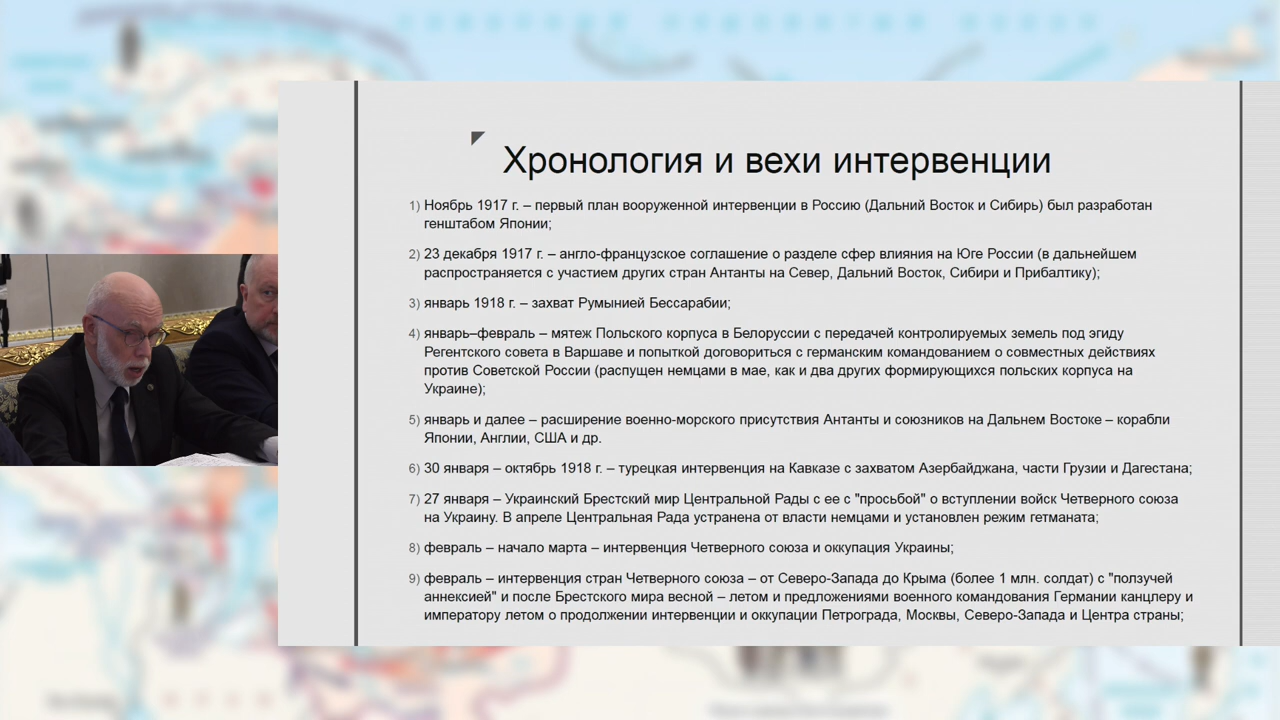 Хронология и вехи интервенции
1) Ноябрь 1917 г. – первый план вооруженной интервенции в Россию (Дальний Восток и Сибирь) был разработан
генштабом Японии;
2) 23 декабря 1917 г. – англо-французское соглашение о разделе сфер влияния на Юге России (в дальнейшем
распространяется с участием других стран Антанты на Север, Дальний Восток, Сибири и Прибалтику);
3) январь 1918 г. – захват Румынией Бессарабии;
4) январь–февраль – мятеж Польского корпуса в Белоруссии с передачей контролируемых земель под эгиду
Регентского совета в Варшаве и попыткой договориться с германским командованием о совместных действиях
против Советской России (распущен немцами в мае, как и два других формирующихся польских корпуса на
Украине);
5) январь и далее – расширение военно-морского присутствия Антанты и союзников на Дальнем Востоке – корабли
Японии, Англии, США и др.
6) 30 января – октябрь 1918 г. – турецкая интервенция на Кавказе с захватом Азербайджана, части Грузии и Дагестана;
7) 27 января – Украинский Брестский мир Центральной Рады с ее с "просьбой" о вступлении войск Четверного союза
на Украину. В апреле Центральная Рада устранена от власти немцами и установлен режим гетманата;
8) февраль – начало марта – интервенция Четверного союза и оккупация Украины;
9) февраль – интервенция стран Четверного союза – от Северо-Запада до Крыма (более 1 млн. солдат) с "ползучей
аннексией" и после Брестского мира весной – летом и предложениями военного командования Германии канцлеру и
императору летом о продолжении интервенции и оккупации Петрограда, Москвы, Северо-Запада и Центра страны;